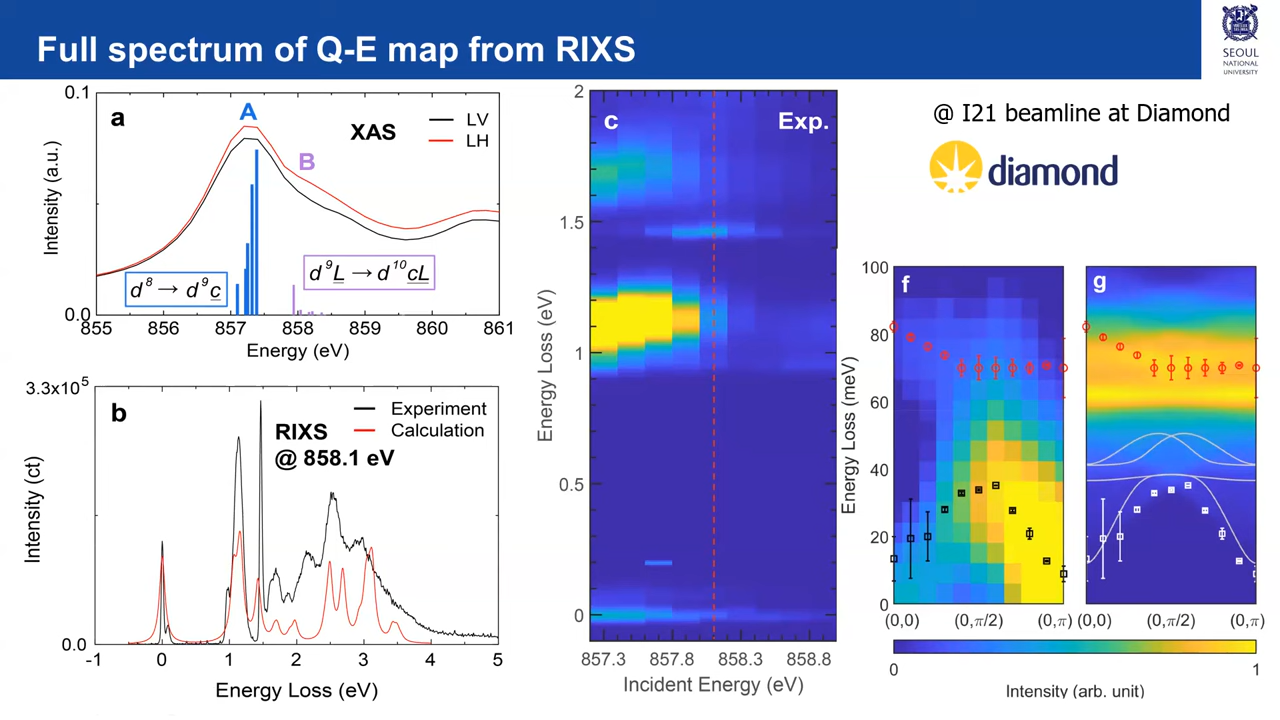 Full spectrum of Q-E map from RIXS
SEOUL
NATIONAL
UNIVERSITY
@ I21 beamline at Diamond
diamond
a
XAS
A
B
LV
LH
d⁸ → d⁹c
d⁹L → d¹⁰cL
0.1
0.0
Intensity (a.u.)
855 856 857 858 859 860 861
Energy (eV)
b
Experiment
Calculation
RIXS
@ 858.1 eV
3.3x10⁵
0.0
Intensity (ct)
-1 0 1 2 3 4 5
Energy Loss (eV)
c
Exp.
2
1.5
1
0.5
0
Energy Loss (eV)
857.3 857.8 858.3 858.8
Incident Energy (eV)
f
g
100
80
60
40
20
0
Energy Loss (meV)
(0,0) (0,π/2) (0,π)
(0,0) (0,π/2) (0,π)
0 1
Intensity (arb. unit)